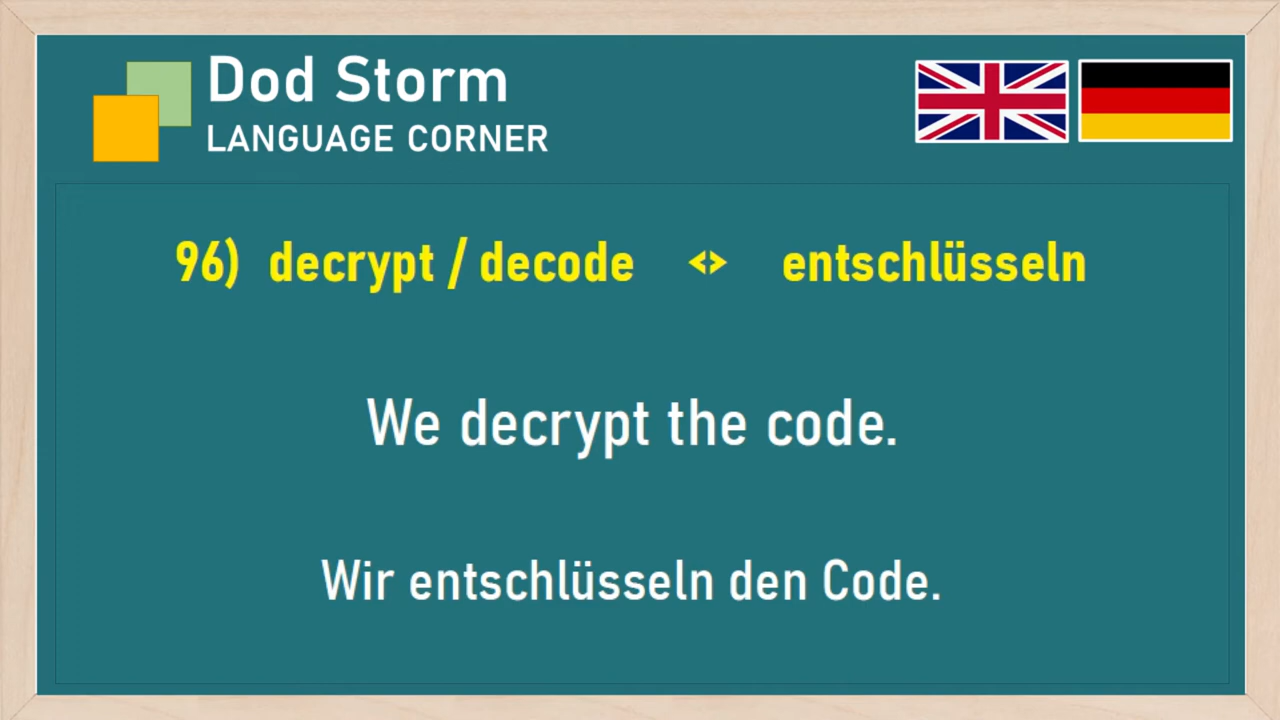 Dod Storm
LANGUAGE CORNER
96) decrypt / decode <> entschlüsseln
We decrypt the code.
Wir entschlüsseln den Code.